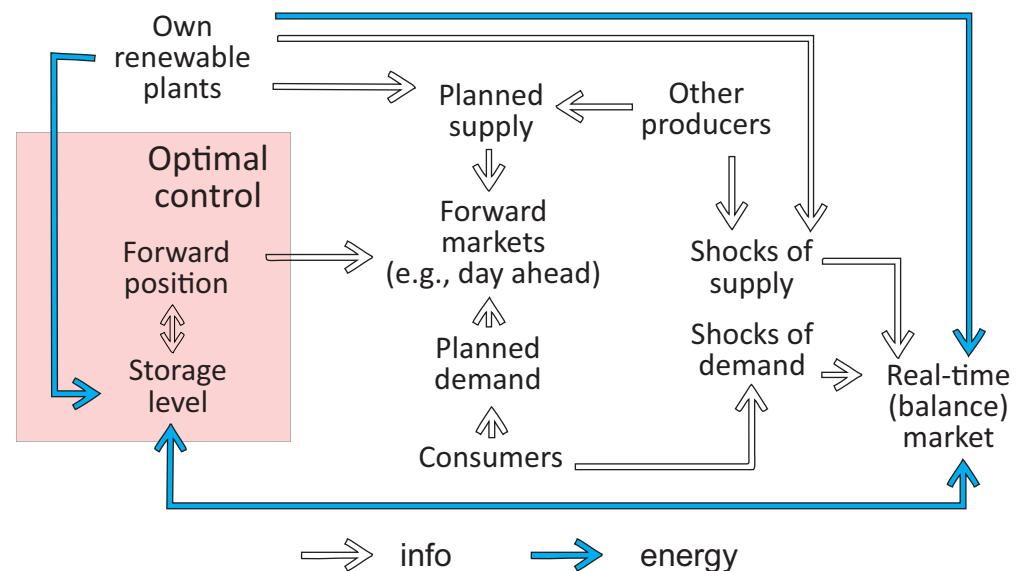 Own
renewable
plants
Planned
supply
Other
producers
Optimal
control
Forward
markets
(e.g., day ahead)
Forward
position
Shocks of
supply
Shocks of
demand
Planned
demand
Storage
level
Real-time
(balance)
market
Consumers
info
energy